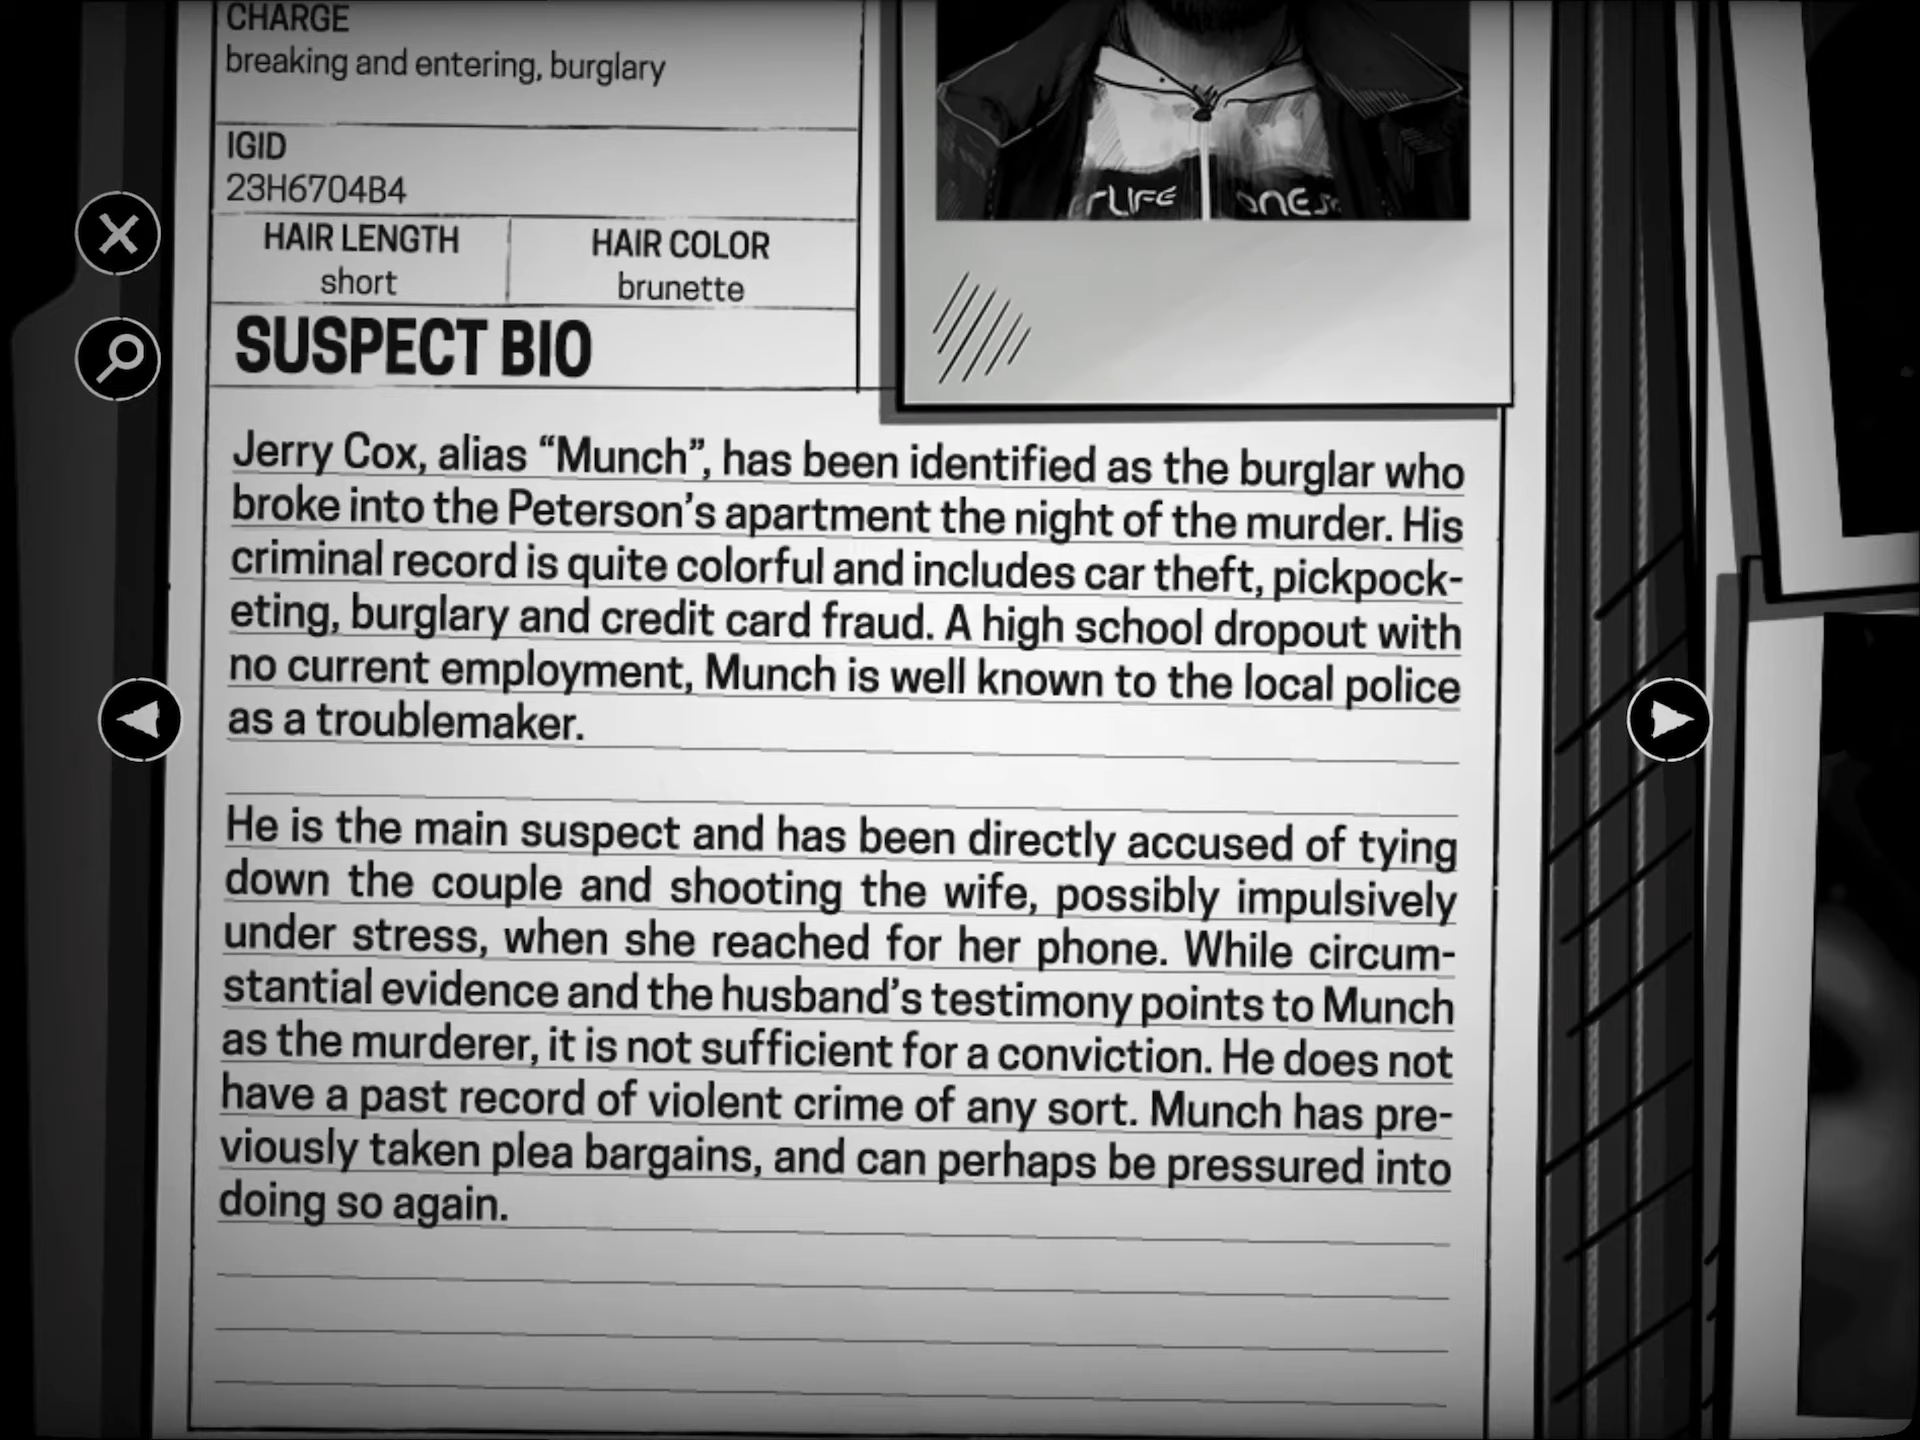 CHARGE
breaking and entering, burglary
IGID
23H6704B4
HAIR LENGTH
short
HAIR COLOR
brunette
SUSPECT BIO
Jerry Cox, alias “Munch”, has been identified as the burglar who
broke into the Peterson’s apartment the night of the murder. His
criminal record is quite colorful and includes car theft, pickpock-
eting, burglary and credit card fraud. A high school dropout with
no current employment, Munch is well known to the local police
as a troublemaker.
He is the main suspect and has been directly accused of tying
down the couple and shooting the wife, possibly impulsively
under stress, when she reached for her phone. While circum-
stantial evidence and the husband’s testimony points to Munch
as the murderer, it is not sufficient for a conviction. He does not
have a past record of violent crime of any sort. Munch has pre-
viously taken plea bargains, and can perhaps be pressured into
doing so again.